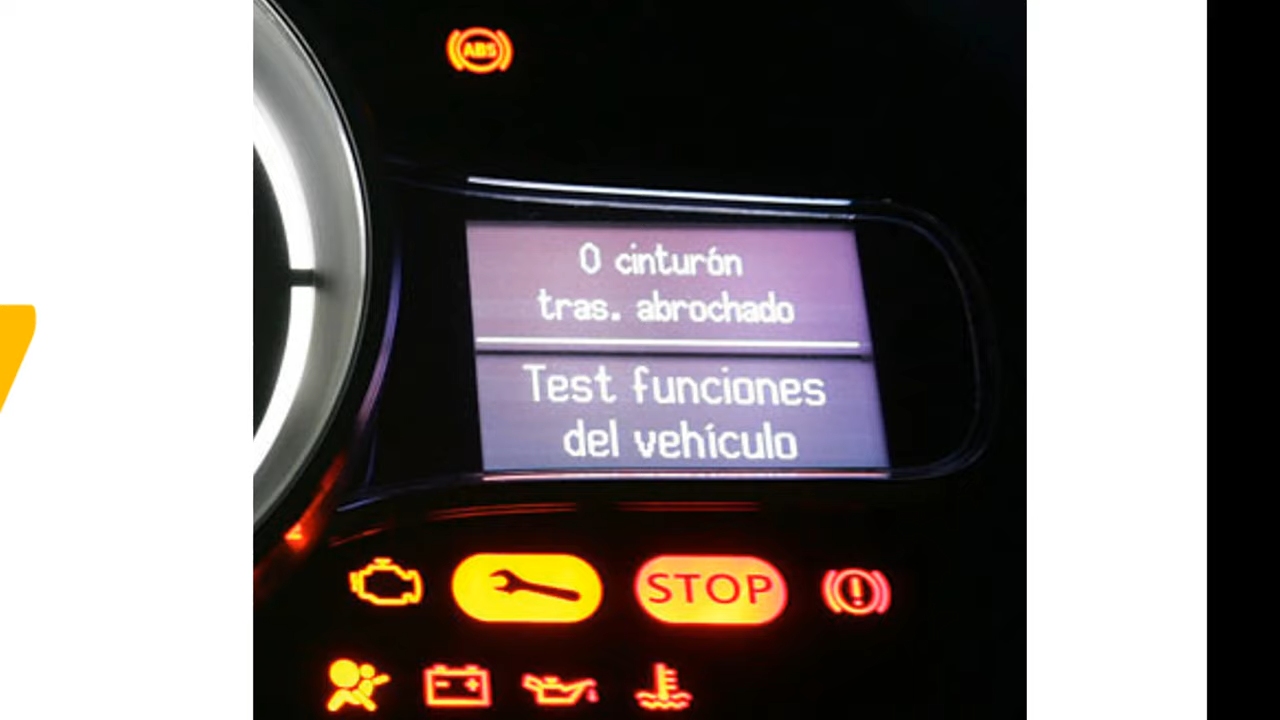 ABS
0 cinturón
tras. abrochado
Test funciones
del vehículo
STOP